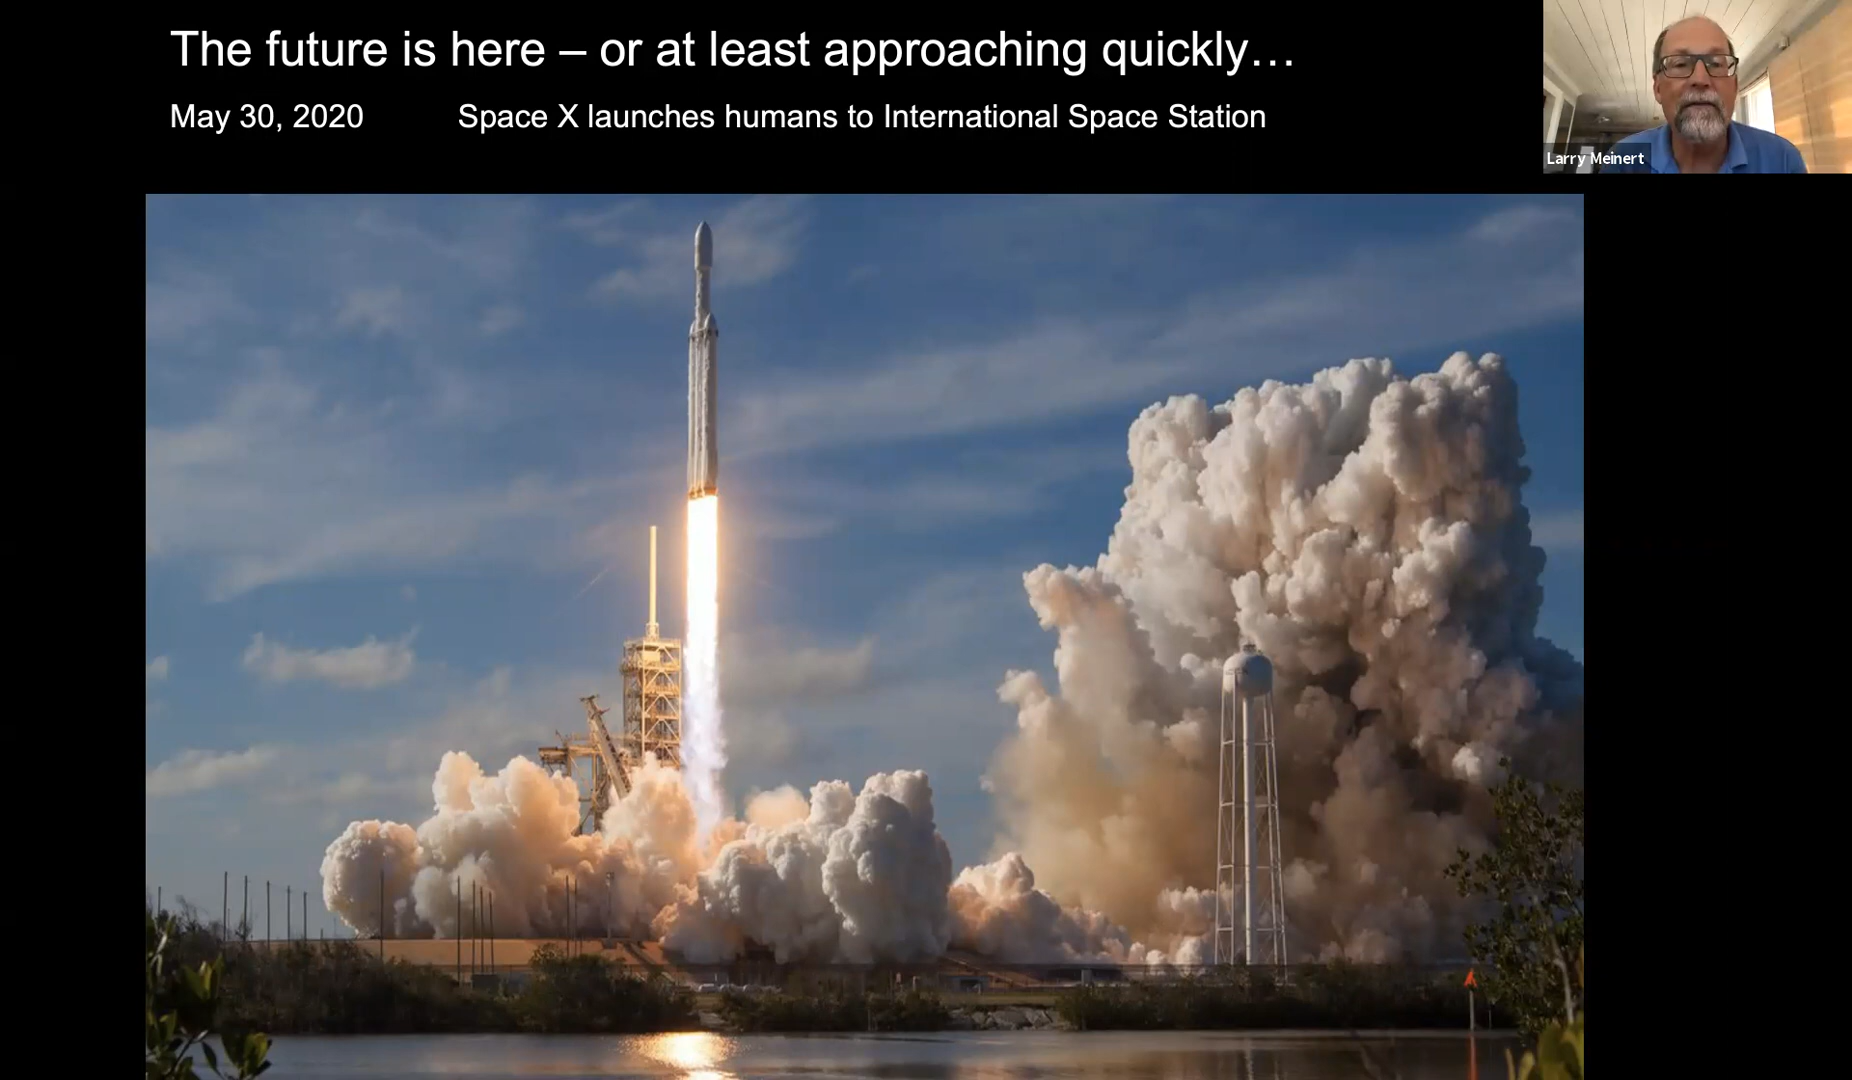 The future is here – or at least approaching quickly…
May 30, 2020 Space X launches humans to International Space Station
Larry Meinert